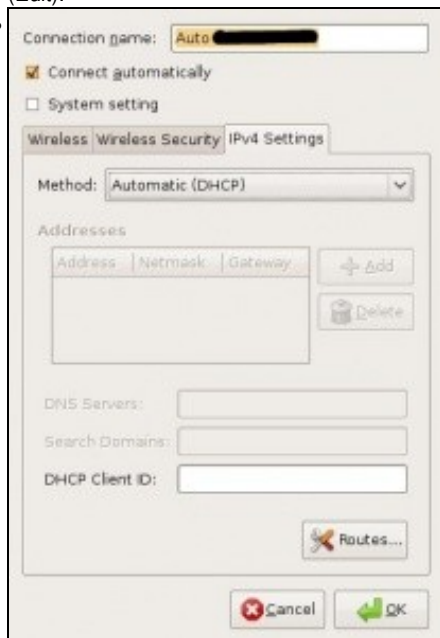 (Edit).
Connection name: Auto
Connect automatically
System setting
Wireless Wireless Security IPv4 Settings
Method: Automatic (DHCP)
Addresses
Address Netmask Gateway
Add
Delete
DNS Servers:
Search Domains:
DHCP Client ID:
Routes...
Cancel OK